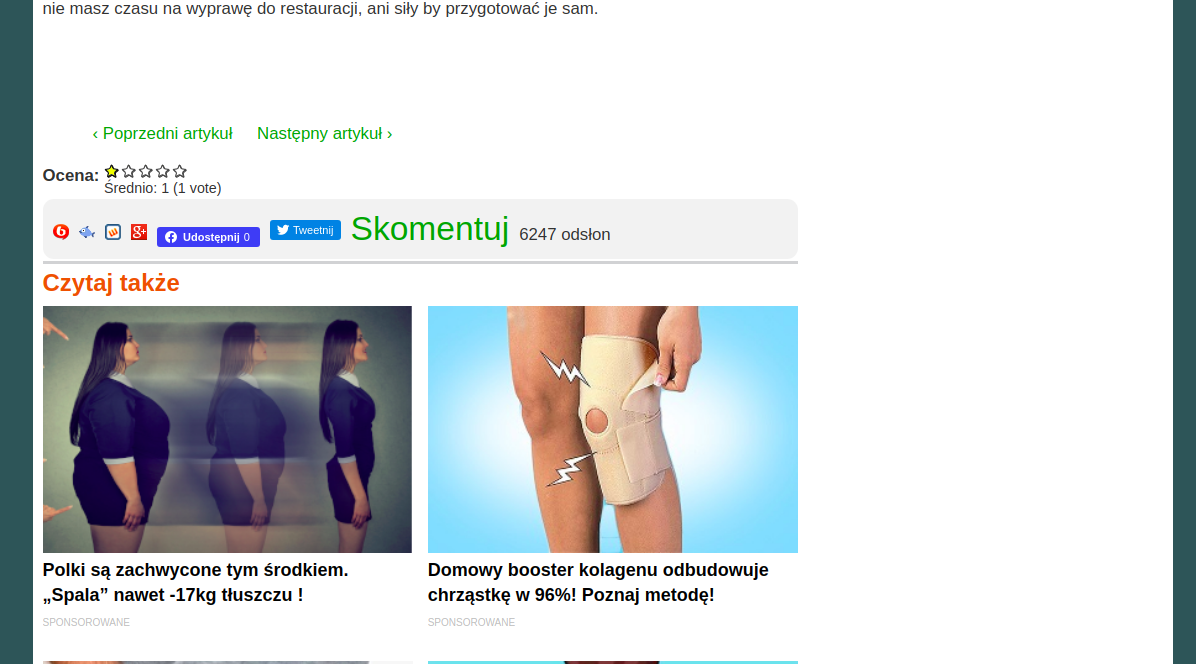 nie masz czasu na wyprawę do restauracji, ani siły by przygotować je sam.
‹ Poprzedni artykuł Następny artykuł ›
Ocena:
Średnio: 1 (1 vote)
Udostępnij 0 Tweetnij Skomentuj 6247 odsłon
Czytaj także
Polki są zachwycone tym środkiem.
„Spala” nawet -17kg tłuszczu !
SPONSOROWANE
Domowy booster kolagenu odbudowuje
chrząstkę w 96%! Poznaj metodę!
SPONSOROWANE